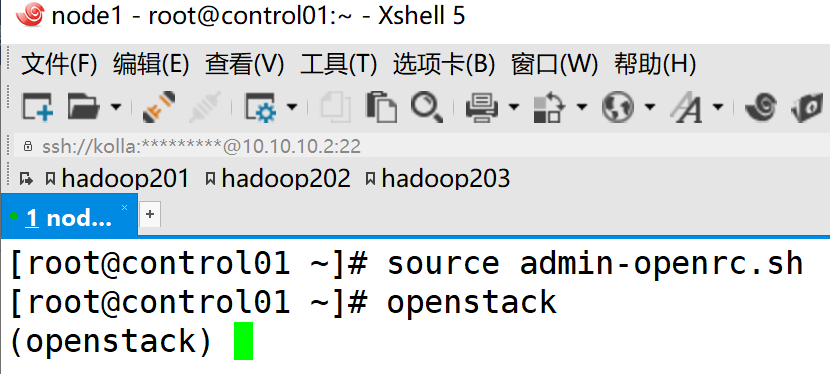 node1 - root@control01:~ - Xshell 5
文件(F) 编辑(E) 查看(V) 工具(T) 选项卡(B) 窗口(W) 帮助(H)
ssh://kolla:*********@10.10.10.2:22
hadoop201 hadoop202 hadoop203
1 nod... × +
[root@control01 ~]# source admin-openrc.sh
[root@control01 ~]# openstack
(openstack)